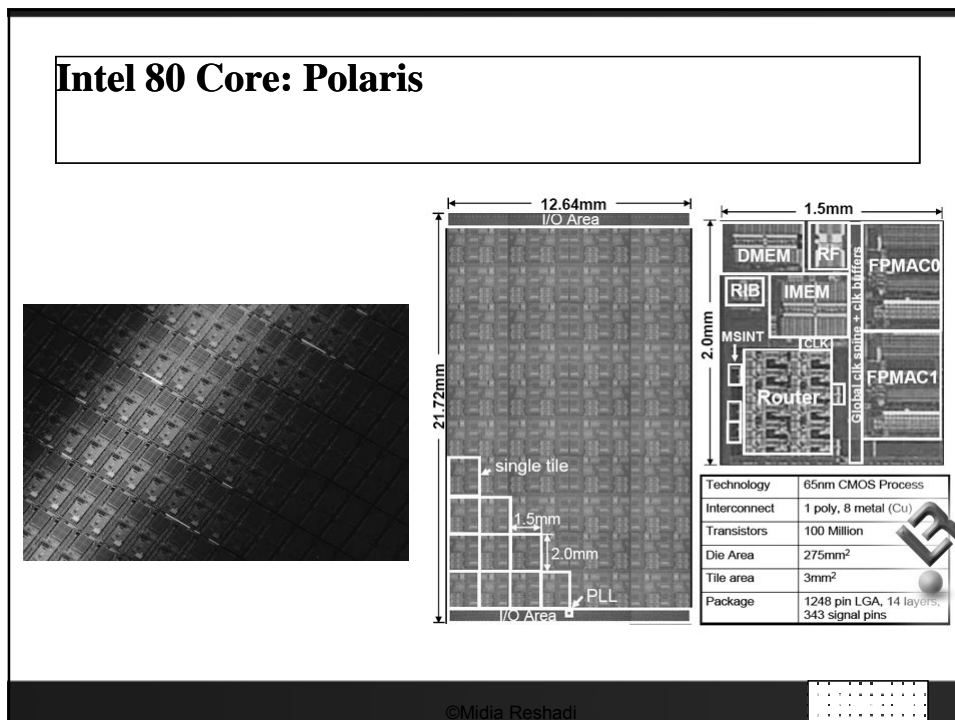 Intel 80 Core: Polaris
12.64mm
I/O Area
21.72mm
single tile
1.5mm
2.0mm
PLL
I/O Area
1.5mm
2.0mm
DMEM
RF
FPMAC0
RIB
IMEM
MSINT
CLK
Global clk spine + clk buffers
Router
FPMAC1
Technology 65nm CMOS Process
Interconnect 1 poly, 8 metal (Cu)
Transistors 100 Million
Die Area 275mm²
Tile area 3mm²
Package 1248 pin LGA, 14 layers,
343 signal pins
©Midia Reshadi